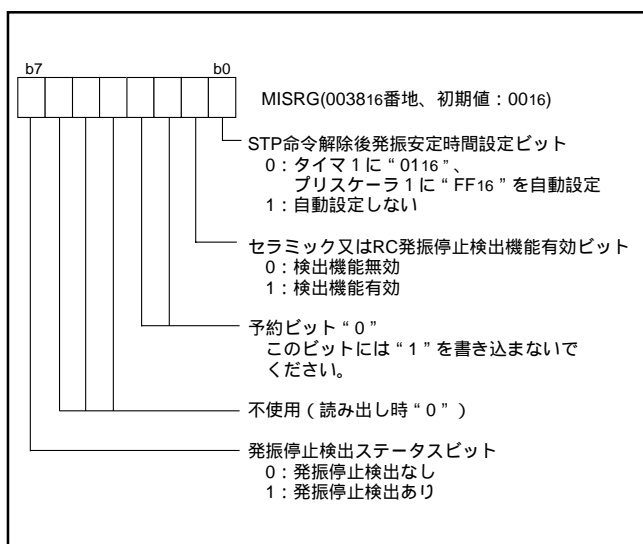 b7 b0
MISRG(003816番地、初期値：0016)
STP命令解除後発振安定時間設定ビット
0：タイマ1に“0116”、
プリスケーラ1に“FF16”を自動設定
1：自動設定しない
セラミック又はRC発振停止検出機能有効ビット
0：検出機能無効
1：検出機能有効
予約ビット“0”
このビットには“1”を書き込まないで
ください。
不使用（読み出し時“0”）
発振停止検出ステータスビット
0：発振停止検出なし
1：発振停止検出あり